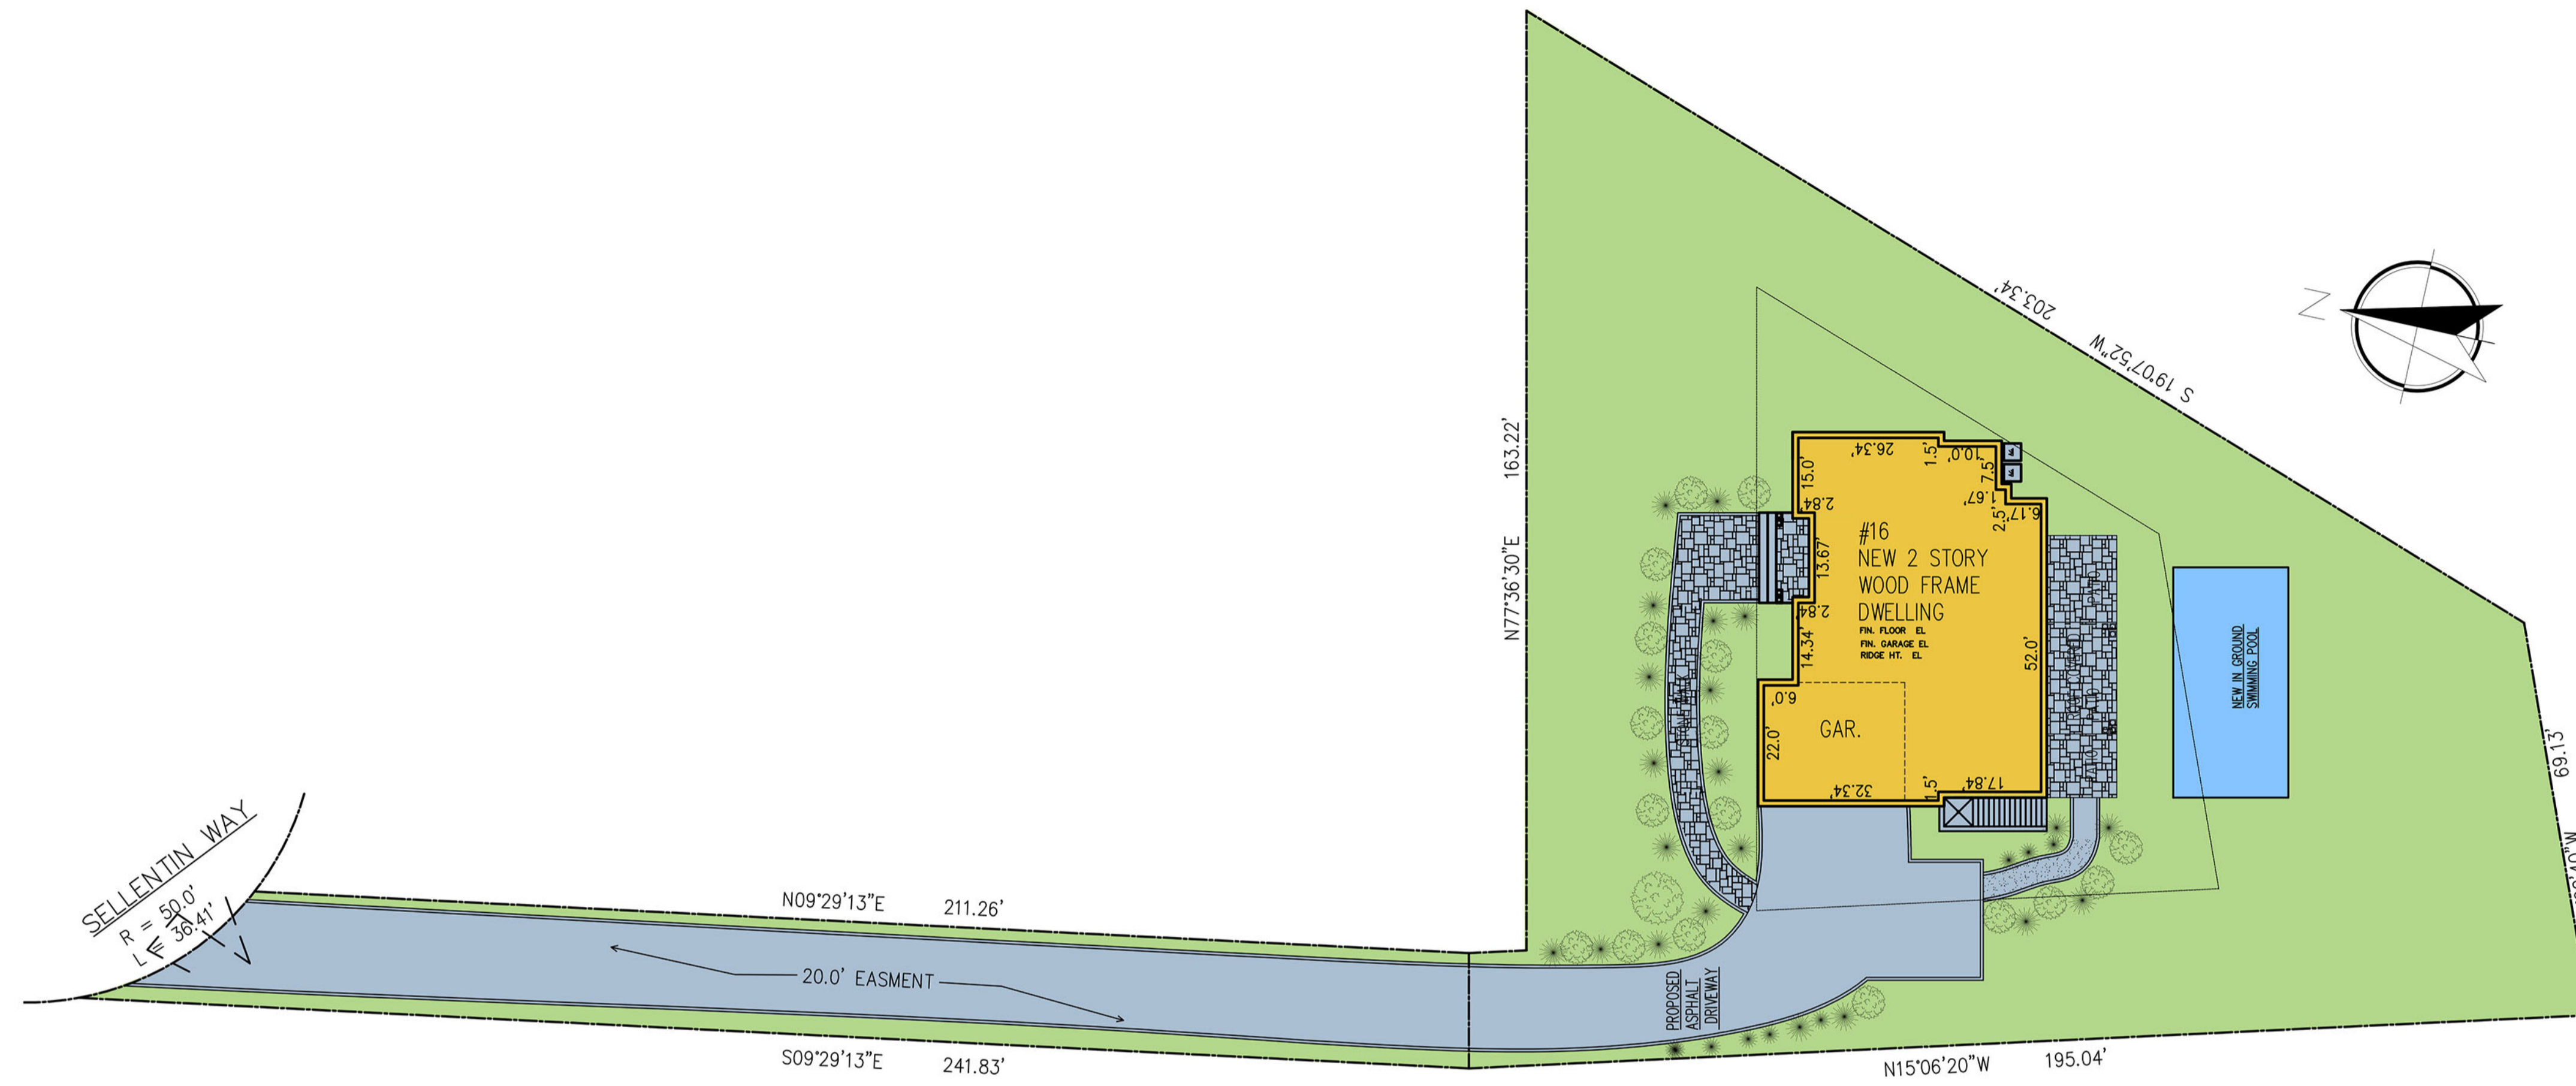 SELLENTIN WAY
R = 50.0'
L = 36.41'
N09°29'13"E 211.26'
20.0' EASMENT
S09°29'13"E 241.83'
N77°36'30"E 163.22'
203.34'
S 19°07'52"W
N
26.34'
1.5'
10.0'
7.5'
1.67'
2.5'
6.17'
15.0'
2.84'
13.67'
2.84'
14.34'
6.0'
22.0'
32.34'
1.5'
17.84'
52.0'
#16
NEW 2 STORY
WOOD FRAME
DWELLING
FIN. FLOOR EL
FIN. GARAGE EL
RIDGE HT. EL
GAR.
PATIO
NEW IN GROUND
SWIMMING POOL
69.13'
PROPOSED
ASPHALT
DRIVEWAY
N15°06'20"W 195.04'